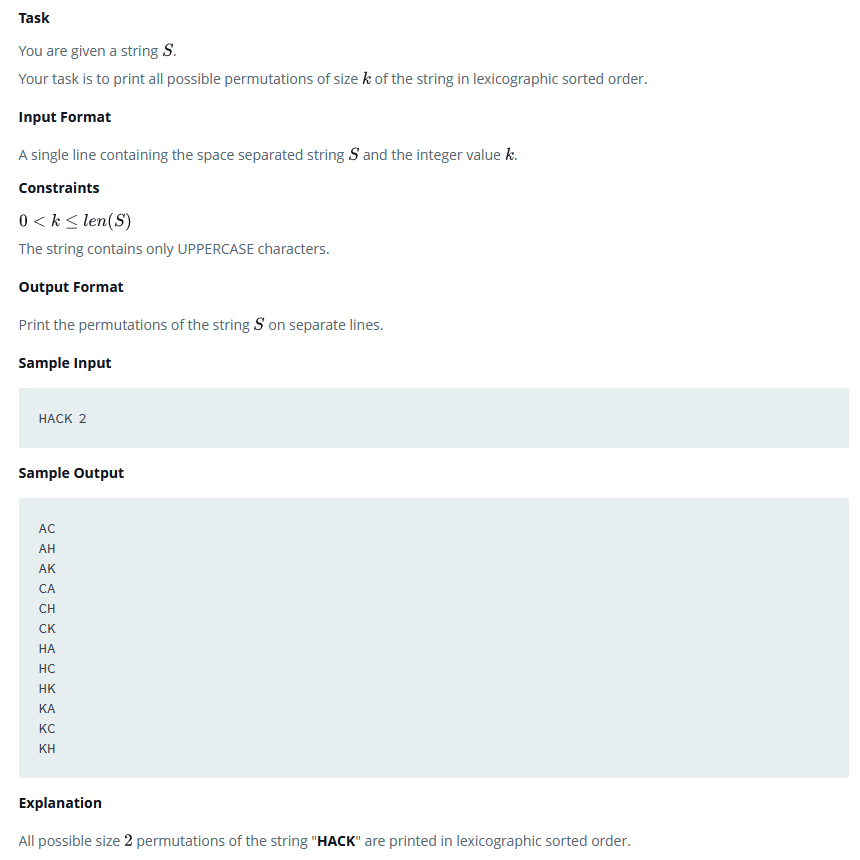 Task
You are given a string S.
Your task is to print all possible permutations of size k of the string in lexicographic sorted order.
Input Format
A single line containing the space separated string S and the integer value k.
Constraints
0 < k ≤ len(S)
The string contains only UPPERCASE characters.
Output Format
Print the permutations of the string S on separate lines.
Sample Input
HACK 2
Sample Output
AC
AH
AK
CA
CH
CK
HA
HC
HK
KA
KC
KH
Explanation
All possible size 2 permutations of the string "HACK" are printed in lexicographic sorted order.